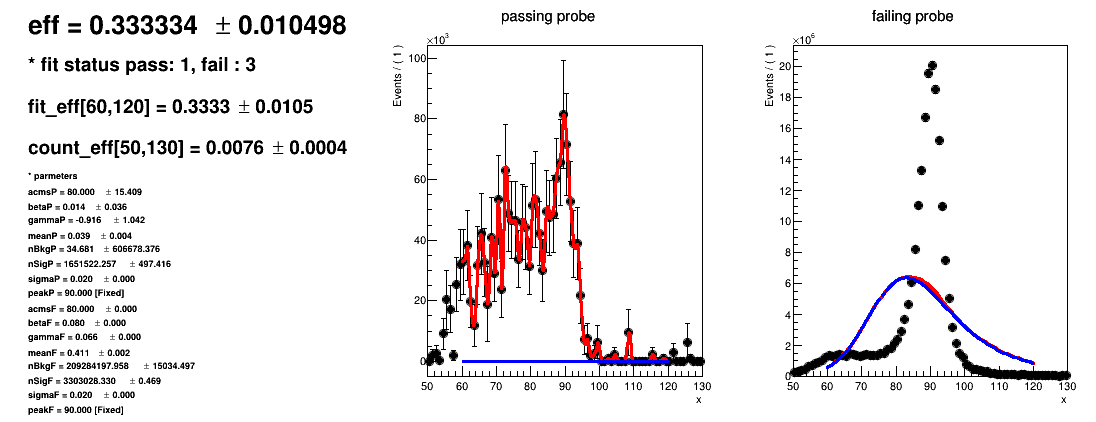 eff = 0.333334 ± 0.010498
* fit status pass: 1, fail : 3
fit_eff[60,120] = 0.3333 ± 0.0105
count_eff[50,130] = 0.0076 ± 0.0004
* parmeters
acmsP = 80.000 ± 15.409
betaP = 0.014 ± 0.036
gammaP = -0.916 ± 1.042
meanP = 0.039 ± 0.004
nBkgP = 34.681 ± 606678.376
nSigP = 1651522.257 ± 497.416
sigmaP = 0.020 ± 0.000
peakP = 90.000 [Fixed]
acmsF = 80.000 ± 0.000
betaF = 0.080 ± 0.000
gammaF = 0.066 ± 0.000
meanF = 0.411 ± 0.002
nBkgF = 209284197.958 ± 15034.497
nSigF = 3303028.330 ± 0.469
sigmaF = 0.020 ± 0.000
peakF = 90.000 [Fixed]
passing probe
×10³
Events / ( 1 )
100
80
60
40
20
0
50 60 70 80 90 100 110 120 130
x
failing probe
×10⁶
Events / ( 1 )
20
18
16
14
12
10
8
6
4
2
0
50 60 70 80 90 100 110 120 130
x